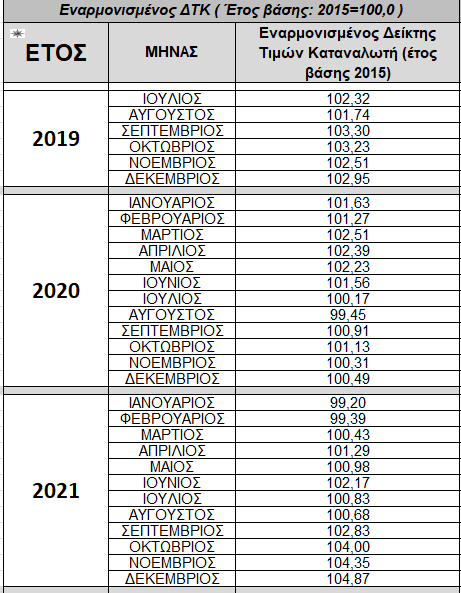 Εναρμονισμένος ΔΤΚ ( Έτος βάσης: 2015=100,0 )
ΕΤΟΣ ΜΗΝΑΣ Εναρμονισμένος Δείκτης
Τιμών Καταναλωτή (έτος
βάσης 2015)
2019
ΙΟΥΛΙΟΣ 102,32
ΑΥΓΟΥΣΤΟΣ 101,74
ΣΕΠΤΕΜΒΡΙΟΣ 103,30
ΟΚΤΩΒΡΙΟΣ 103,23
ΝΟΕΜΒΡΙΟΣ 102,51
ΔΕΚΕΜΒΡΙΟΣ 102,95
2020
ΙΑΝΟΥΑΡΙΟΣ 101,63
ΦΕΒΡΟΥΑΡΙΟΣ 101,27
ΜΑΡΤΙΟΣ 102,51
ΑΠΡΙΛΙΟΣ 102,39
ΜΑΙΟΣ 102,23
ΙΟΥΝΙΟΣ 101,56
ΙΟΥΛΙΟΣ 100,17
ΑΥΓΟΥΣΤΟΣ 99,45
ΣΕΠΤΕΜΒΡΙΟΣ 100,91
ΟΚΤΩΒΡΙΟΣ 101,13
ΝΟΕΜΒΡΙΟΣ 100,31
ΔΕΚΕΜΒΡΙΟΣ 100,49
2021
ΙΑΝΟΥΑΡΙΟΣ 99,20
ΦΕΒΡΟΥΑΡΙΟΣ 99,39
ΜΑΡΤΙΟΣ 100,43
ΑΠΡΙΛΙΟΣ 101,29
ΜΑΙΟΣ 100,98
ΙΟΥΝΙΟΣ 102,17
ΙΟΥΛΙΟΣ 100,83
ΑΥΓΟΥΣΤΟΣ 100,68
ΣΕΠΤΕΜΒΡΙΟΣ 102,83
ΟΚΤΩΒΡΙΟΣ 104,00
ΝΟΕΜΒΡΙΟΣ 104,35
ΔΕΚΕΜΒΡΙΟΣ 104,87